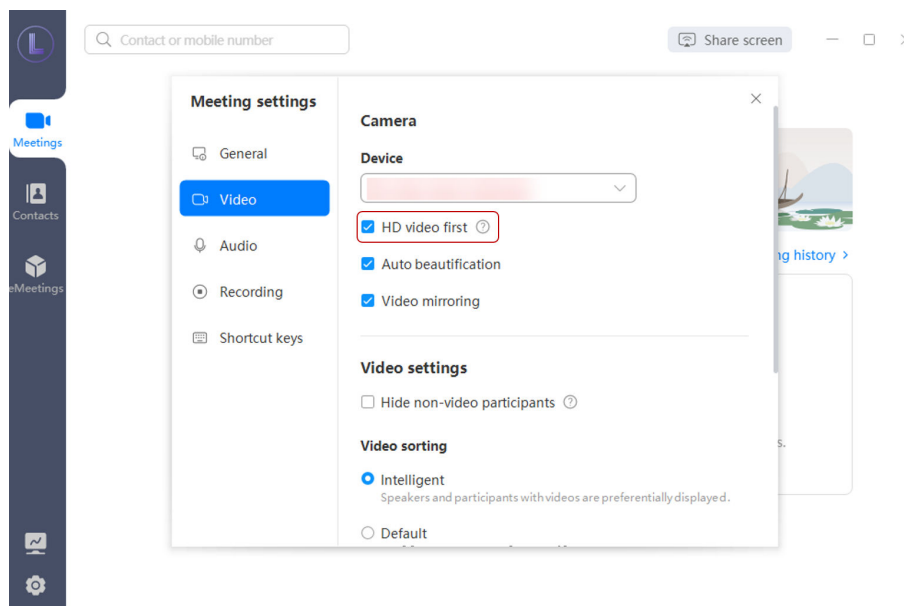 L
Contact or mobile number
Share screen
Meetings
Contacts
eMeetings
Meeting settings
General
Video
Audio
Recording
Shortcut keys
Camera
Device
HD video first ?
Auto beautification
Video mirroring
Video settings
Hide non-video participants ?
Video sorting
Intelligent
Speakers and participants with videos are preferentially displayed.
Default
ng history >
s.